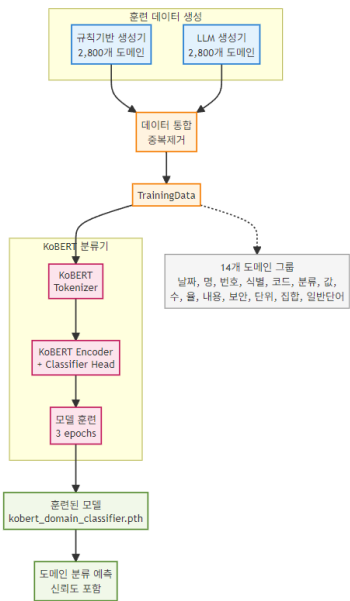 훈련 데이터 생성
규칙기반 생성기
2,800개 도메인
LLM 생성기
2,800개 도메인
데이터 통합
중복제거
TrainingData
KoBERT 분류기
KoBERT
Tokenizer
14개 도메인 그룹
날짜, 명, 번호, 식별, 코드, 분류, 값,
수, 율, 내용, 보안, 단위, 집합, 일반단어
KoBERT Encoder
+ Classifier Head
모델 훈련
3 epochs
훈련된 모델
kobert_domain_classifier.pth
도메인 분류 예측
신뢰도 포함